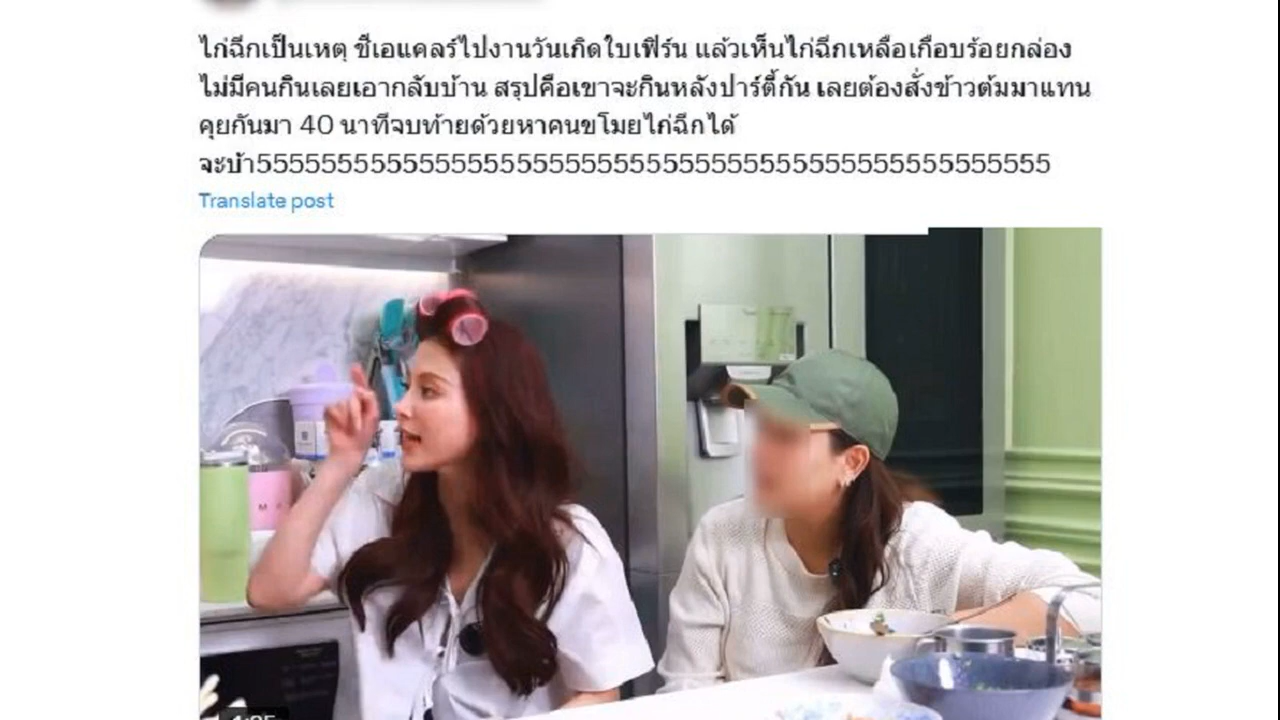 ไก่ฉีกเป็นเหตุ ชีเอแคลร์ไปงานวันเกิดใบเฟิร์น แล้วเห็นไก่ฉีกเหลือเกือบร้อยกล่อง
ไม่มีคนกินเลยเอากลับบ้าน สรุปคือเขาจะกินหลังปาร์ตี้กัน เลยต้องสั่งข้าวต้มมาแทน
คุยกันมา 40 นาทีจบท้ายด้วยหาคนขโมยไก่ฉีกได้
จะบ้า5555555555555555555555555555555555555555555555555
Translate post